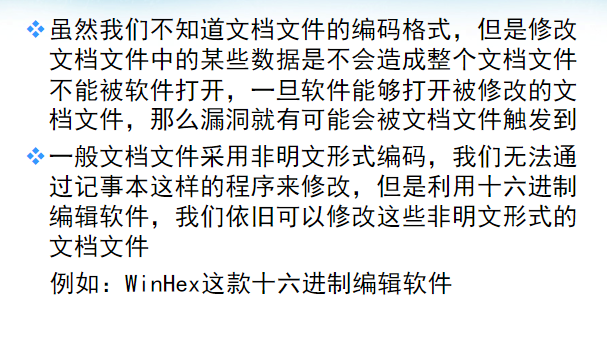 虽然我们不知道文档文件的编码格式，但是修改
文档文件中的某些数据是不会造成整个文档文件
不能被软件打开，一旦软件能够打开被修改的文
档文件，那么漏洞就有可能会被文档文件触发到
一般文档文件采用非明文形式编码，我们无法通
过记事本这样的程序来修改，但是利用十六进制
编辑软件，我们依旧可以修改这些非明文形式的
文档文件
例如：WinHex这款十六进制编辑软件